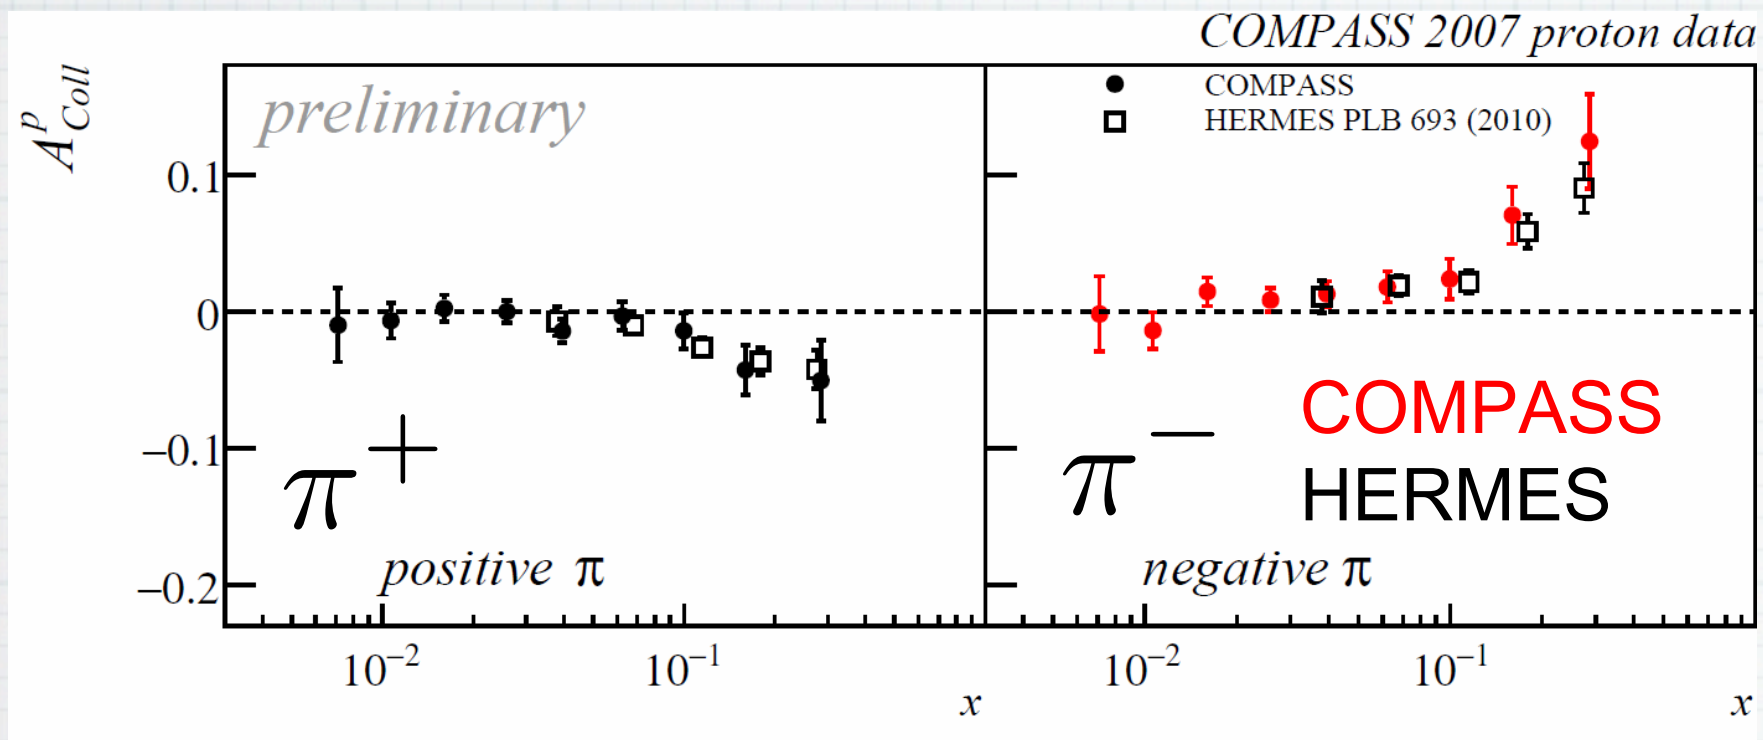 COMPASS 2007 proton data
A^p_Coll
preliminary
COMPASS
HERMES PLB 693 (2010)
0.1
0
−0.1
−0.2
π+
π−
COMPASS
HERMES
positive π
negative π
10−2
10−1
10−2
10−1
x
x